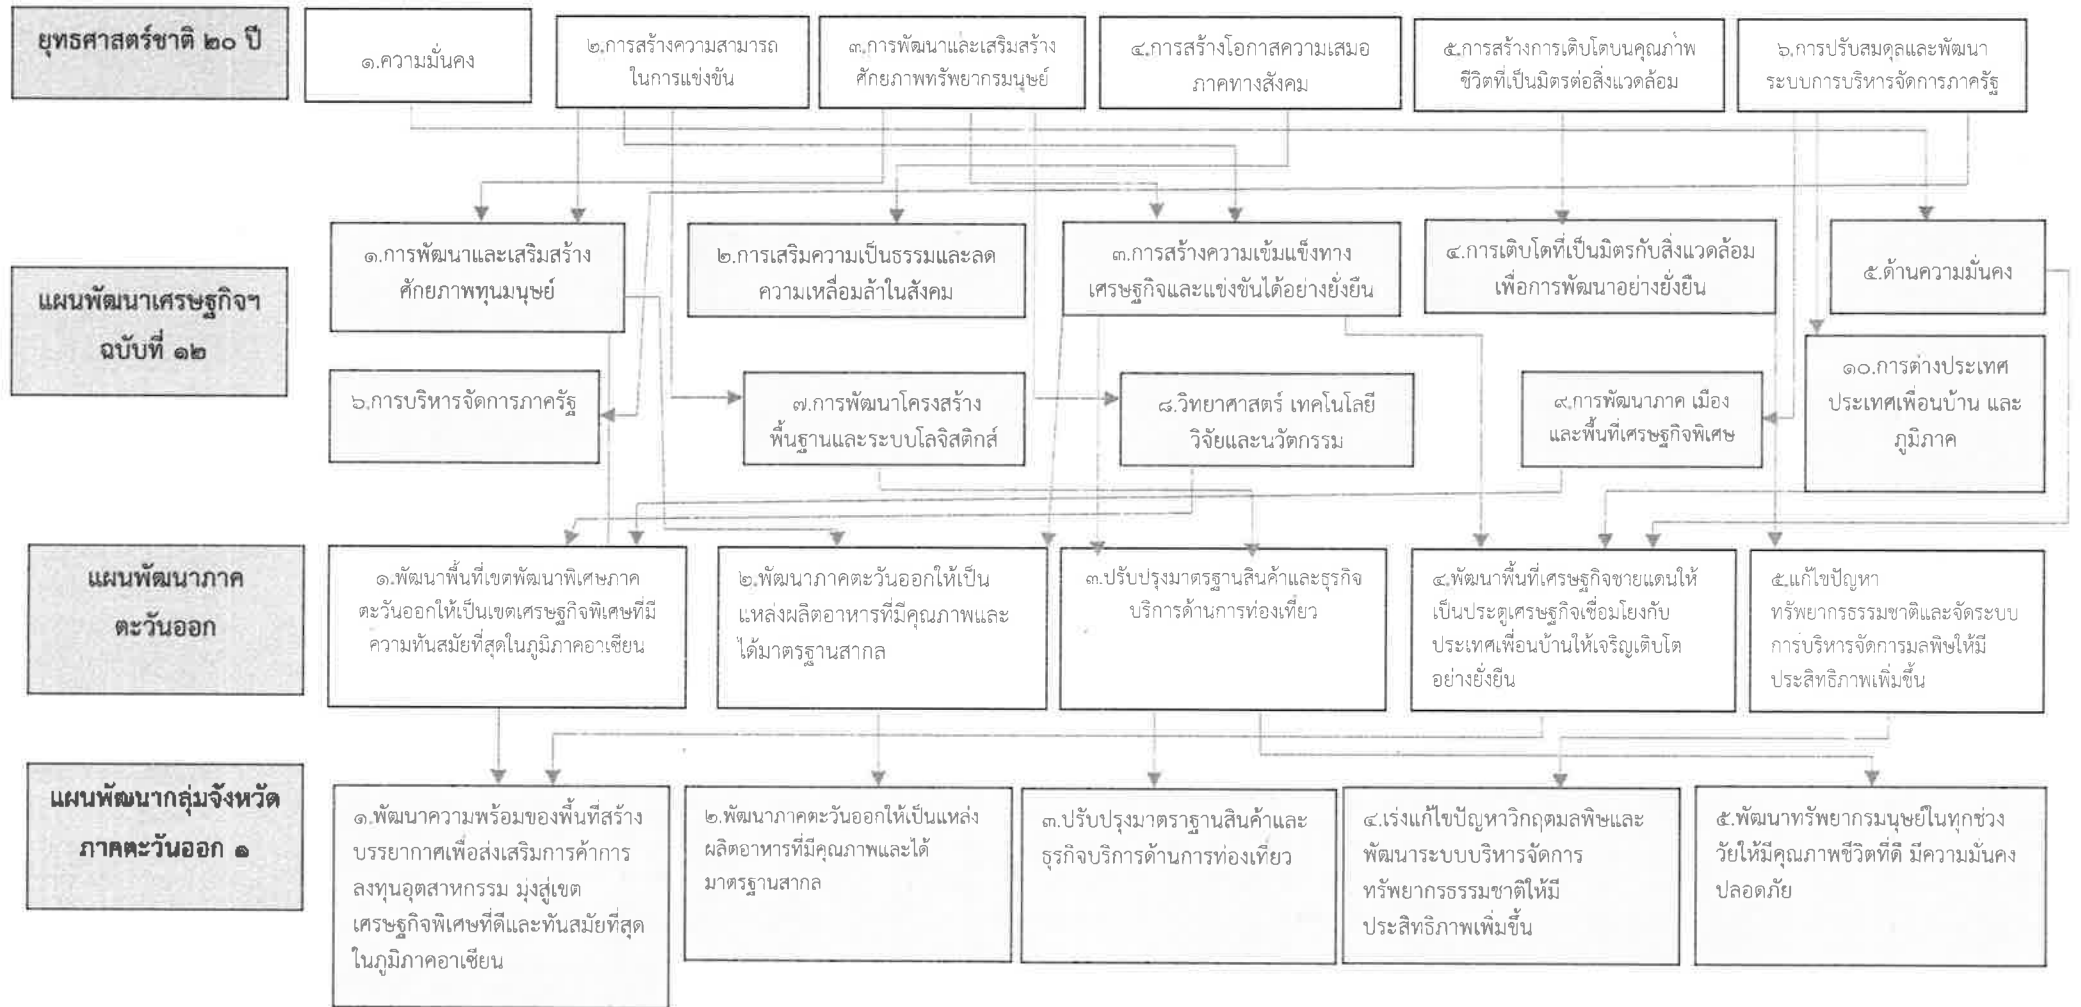 ยุทธศาสตร์ชาติ ๒๐ ปี
๑.ความมั่นคง
๒.การสร้างความสามารถ
ในการแข่งขัน
๓.การพัฒนาและเสริมสร้าง
ศักยภาพทรัพยากรมนุษย์
๔.การสร้างโอกาสความเสมอ
ภาคทางสังคม
๕.การสร้างการเติบโตบนคุณภาพ
ชีวิตที่เป็นมิตรต่อสิ่งแวดล้อม
๖.การปรับสมดุลและพัฒนา
ระบบการบริหารจัดการภาครัฐ
แผนพัฒนาเศรษฐกิจฯ
ฉบับที่ ๑๒
๑.การพัฒนาและเสริมสร้าง
ศักยภาพทุนมนุษย์
๒.การเสริมความเป็นธรรมและลด
ความเหลื่อมล้ำในสังคม
๓.การสร้างความเข้มแข็งทาง
เศรษฐกิจและแข่งขันได้อย่างยั่งยืน
๔.การเติบโตที่เป็นมิตรกับสิ่งแวดล้อม
เพื่อการพัฒนาอย่างยั่งยืน
๕.ด้านความมั่นคง
๖.การบริหารจัดการภาครัฐ
๗.การพัฒนาโครงสร้าง
พื้นฐานและระบบโลจิสติกส์
๘.วิทยาศาสตร์ เทคโนโลยี
วิจัยและนวัตกรรม
๙.การพัฒนาภาค เมือง
และพื้นที่เศรษฐกิจพิเศษ
๑๐.การต่างประเทศ
ประเทศเพื่อนบ้าน และ
ภูมิภาค
แผนพัฒนาภาค
ตะวันออก
๑.พัฒนาพื้นที่เขตพัฒนาพิเศษภาค
ตะวันออกให้เป็นเขตเศรษฐกิจพิเศษที่มี
ความทันสมัยที่สุดในภูมิภาคอาเซียน
๒.พัฒนาภาคตะวันออกให้เป็น
แหล่งผลิตอาหารที่มีคุณภาพและ
ได้มาตรฐานสากล
๓.ปรับปรุงมาตรฐานสินค้าและธุรกิจ
บริการด้านการท่องเที่ยว
๔.พัฒนาพื้นที่เศรษฐกิจชายแดนให้
เป็นประตูเศรษฐกิจเชื่อมโยงกับ
ประเทศเพื่อนบ้านให้เจริญเติบโต
อย่างยั่งยืน
๕.แก้ไขปัญหา
ทรัพยากรธรรมชาติและจัดระบบ
การบริหารจัดการมลพิษให้มี
ประสิทธิภาพเพิ่มขึ้น
แผนพัฒนากลุ่มจังหวัด
ภาคตะวันออก ๑
๑.พัฒนาความพร้อมของพื้นที่สร้าง
บรรยากาศเพื่อส่งเสริมการค้าการ
ลงทุนอุตสาหกรรม มุ่งสู่เขต
เศรษฐกิจพิเศษที่ดีและทันสมัยที่สุด
ในภูมิภาคอาเซียน
๒.พัฒนาภาคตะวันออกให้เป็นแหล่ง
ผลิตอาหารที่มีคุณภาพและได้
มาตรฐานสากล
๓.ปรับปรุงมาตราฐานสินค้าและ
ธุรกิจบริการด้านการท่องเที่ยว
๔.เร่งแก้ไขปัญหาวิกฤตมลพิษและ
พัฒนาระบบบริหารจัดการ
ทรัพยากรธรรมชาติให้มี
ประสิทธิภาพเพิ่มขึ้น
๕.พัฒนาทรัพยากรมนุษย์ในทุกช่วง
วัยให้มีคุณภาพชีวิตที่ดี มีความมั่นคง
ปลอดภัย